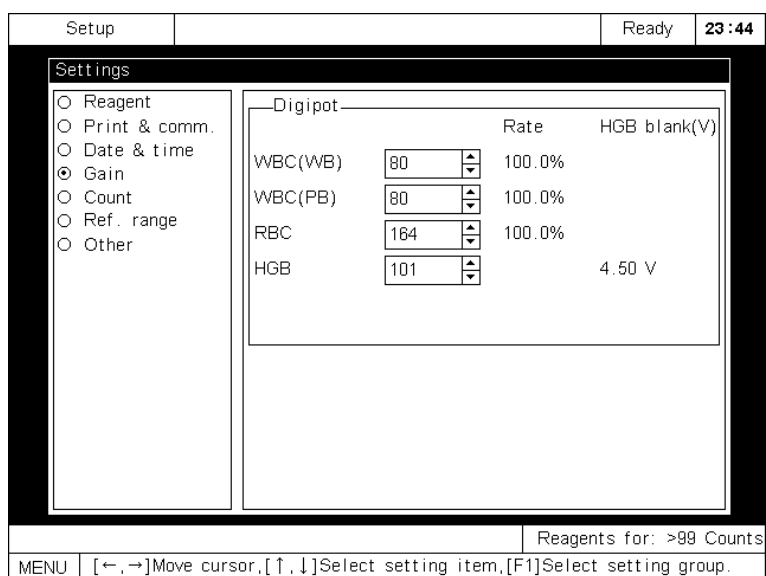 Setup Ready 23:44
Settings
Reagent
Print & comm.
Date & time
Gain
Count
Ref. range
Other
Digipot
Rate HGB blank(V)
WBC(WB) 80 100.0%
WBC(PB) 80 100.0%
RBC 164 100.0%
HGB 101 4.50 V
Reagents for: >99 Counts
MENU [←,→]Move cursor,[↑,↓]Select setting item,[F1]Select setting group.